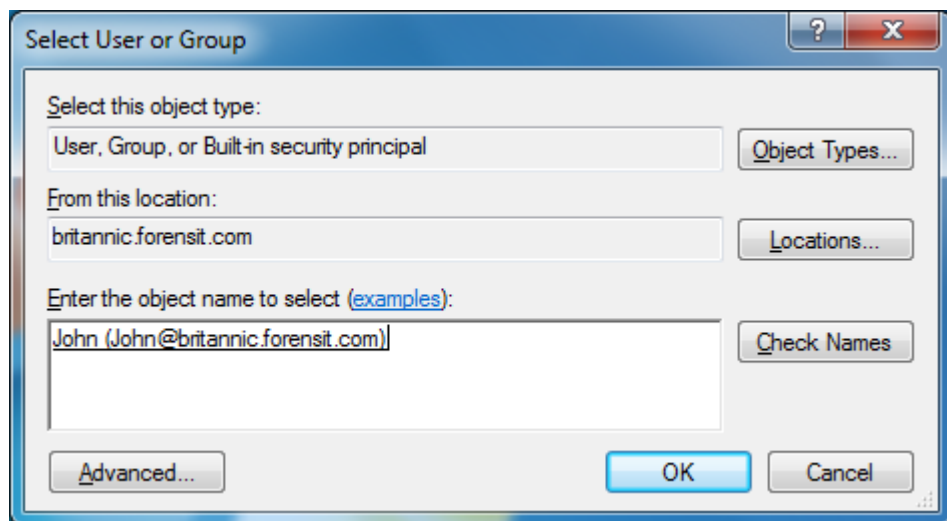 Select User or Group
?
X
Select this object type:
User, Group, or Built-in security principal
Object Types...
From this location:
britannic.forensit.com
Locations...
Enter the object name to select (examples):
John (John@britannic.forensit.com)
Check Names
Advanced...
OK
Cancel